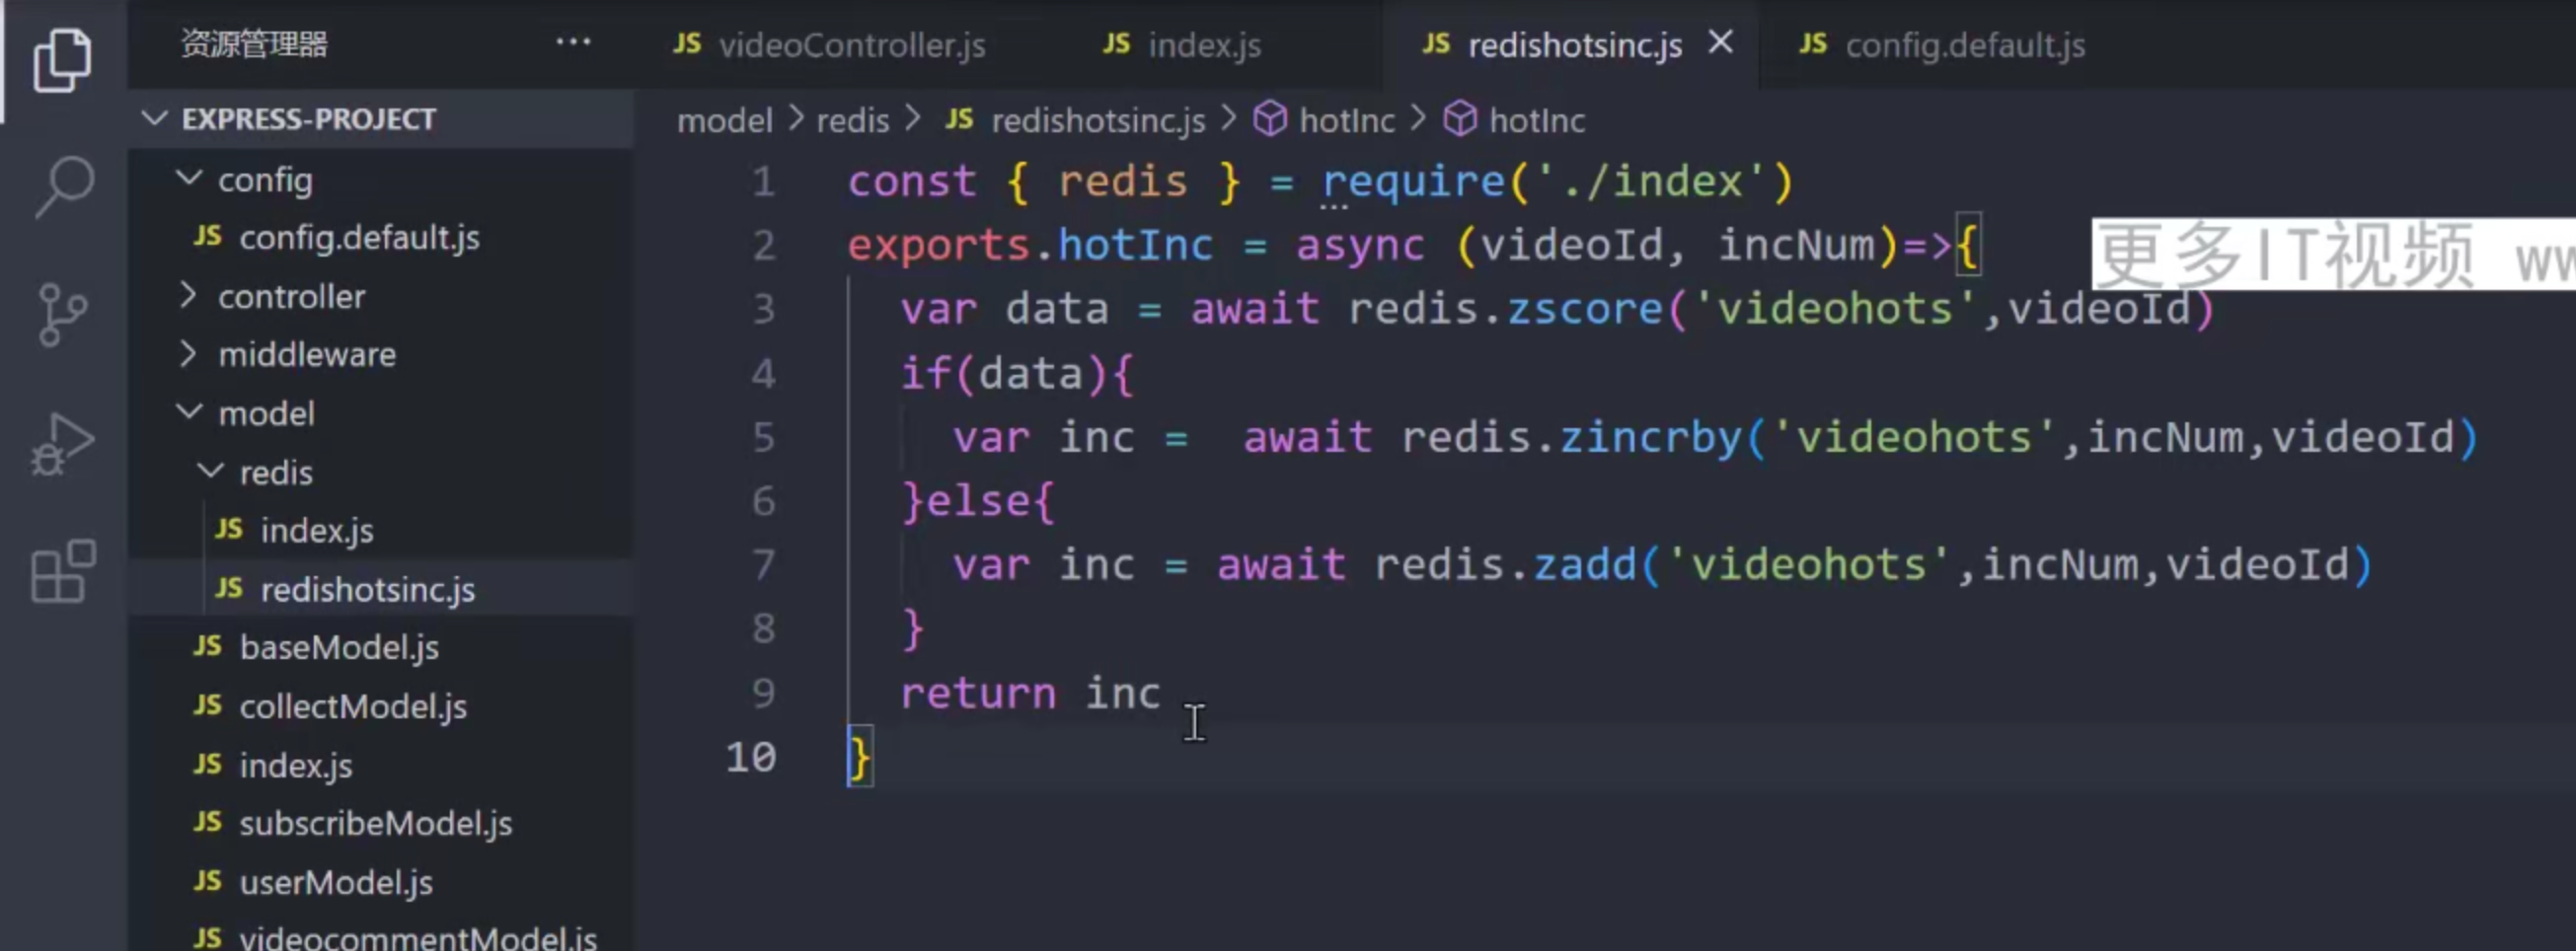 资源管理器 ···
JS videoController.js
JS index.js
JS redishotsinc.js
JS config.default.js
EXPRESS-PROJECT
config
JS config.default.js
controller
middleware
model
redis
JS index.js
JS redishotsinc.js
JS baseModel.js
JS collectModel.js
JS index.js
JS subscribeModel.js
JS userModel.js
JS videocommentModel.js
model > redis > JS redishotsinc.js > hotInc > hotInc
1 const { redis } = require('./index')
2 exports.hotInc = async (videoId, incNum)=>{
3 var data = await redis.zscore('videohots',videoId)
4 if(data){
5 var inc =  await redis.zincrby('videohots',incNum,videoId)
6 }else{
7 var inc = await redis.zadd('videohots',incNum,videoId)
8 }
9 return inc
10 }
更多IT视频